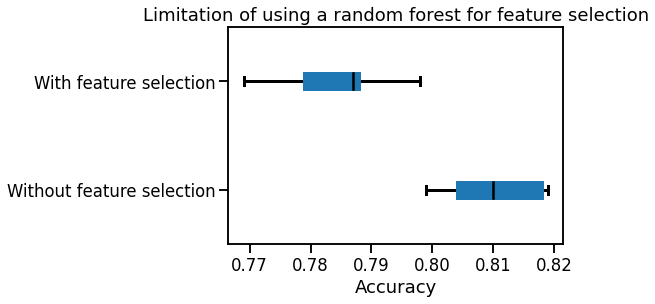 Limitation of using a random forest for feature selection
With feature selection
Without feature selection
0.77 0.78 0.79 0.80 0.81 0.82
Accuracy